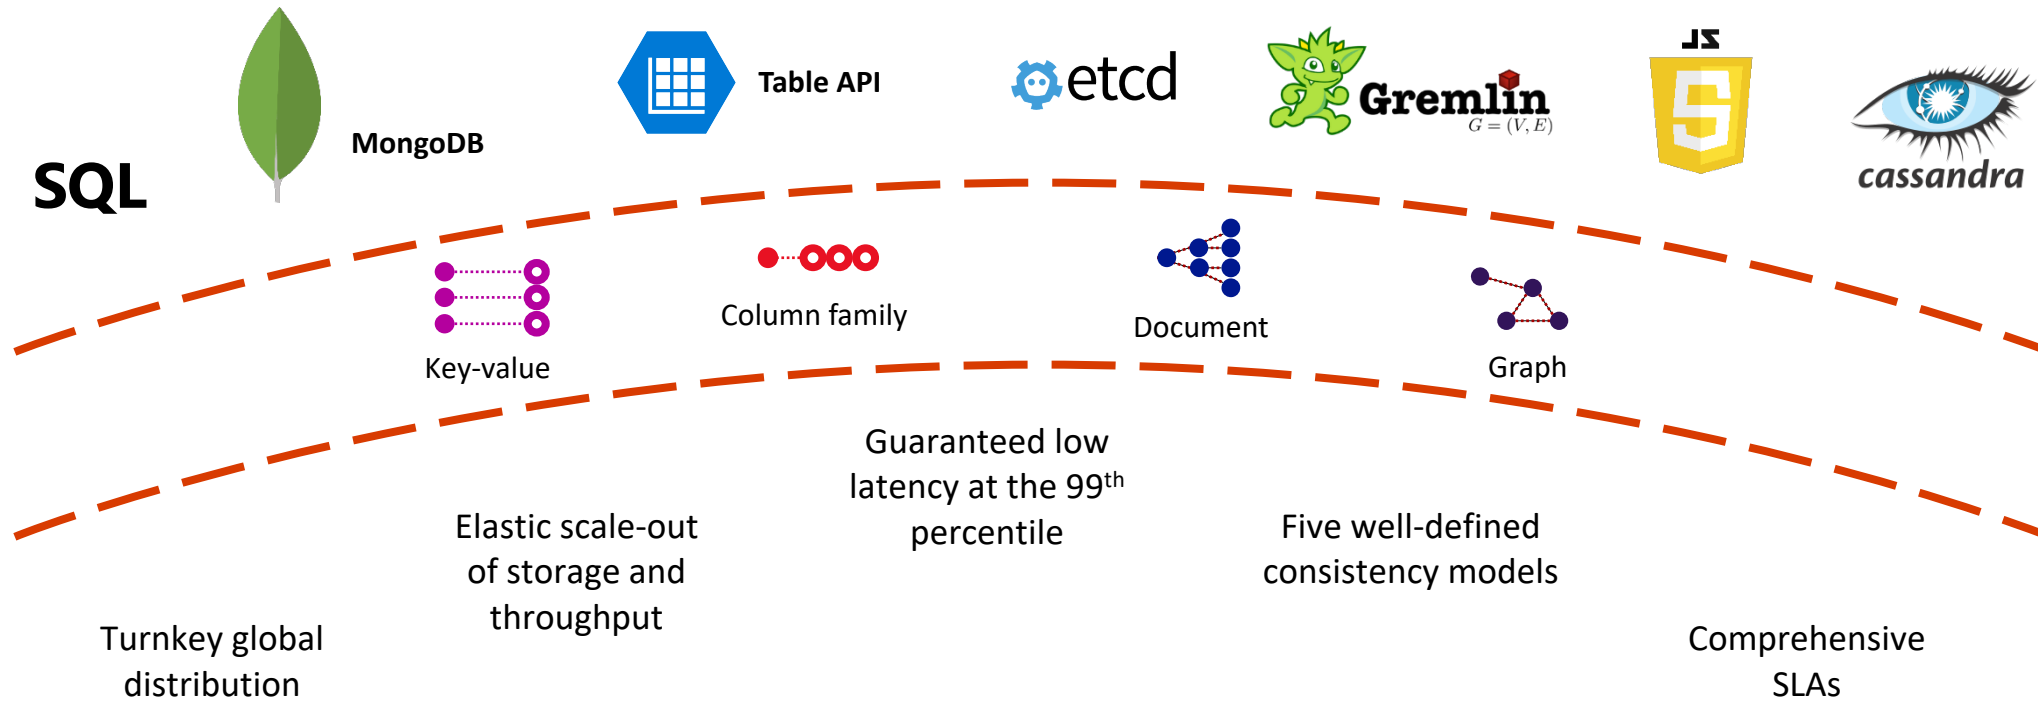 SQL
MongoDB
Table API
etcd
Gremlin
G = (V, E)
JS
5
cassandra
Key-value
Column family
Document
Graph
Turnkey global
distribution
Elastic scale-out
of storage and
throughput
Guaranteed low
latency at the 99th
percentile
Five well-defined
consistency models
Comprehensive
SLAs